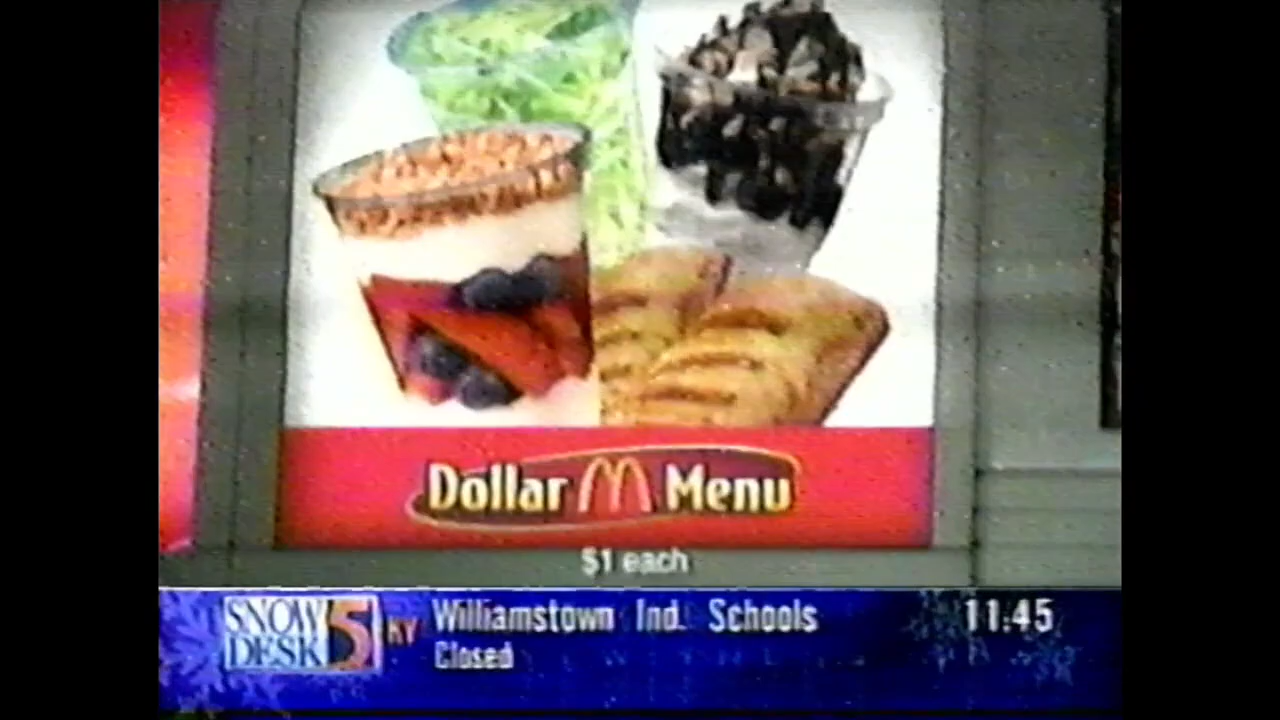 Dollar M Menu
$1 each
SNOW DESK 5
KY
Williamstown Ind. Schools
11:45
Closed